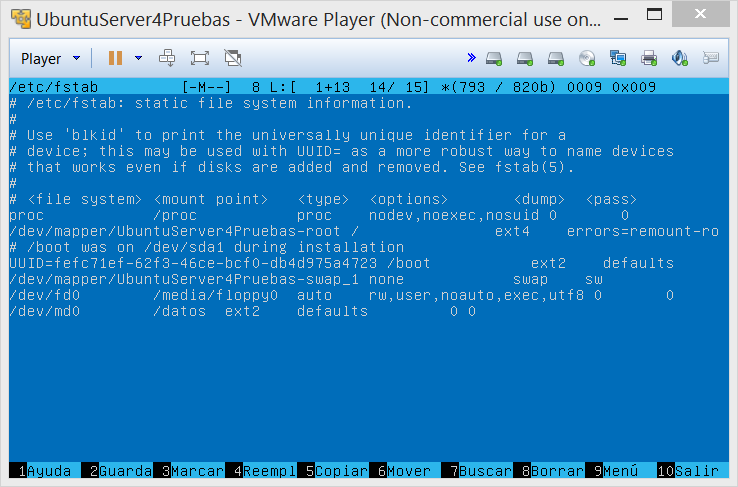 UbuntuServer4Pruebas - VMware Player (Non-commercial use on...
Player
/etc/fstab [-M--] 8 L:[ 1+13 14/ 15] *(793 / 820b) 0009 0x009
# /etc/fstab: static file system information.
#
# Use 'blkid' to print the universally unique identifier for a
# device; this may be used with UUID= as a more robust way to name devices
# that works even if disks are added and removed. See fstab(5).
#
# <file system> <mount point> <type> <options> <dump> <pass>
proc /proc proc nodev,noexec,nosuid 0 0
/dev/mapper/UbuntuServer4Pruebas-root / ext4 errors=remount-ro
# /boot was on /dev/sda1 during installation
UUID=fefc71ef-62f3-46ce-bcf0-db4d975a4723 /boot ext2 defaults
/dev/mapper/UbuntuServer4Pruebas-swap_1 none swap sw
/dev/fd0 /media/floppy0 auto rw,user,noauto,exec,utf8 0 0
/dev/md0 /datos ext2 defaults 0 0
1Ayuda 2Guarda 3Marcar 4Reempl 5Copiar 6Mover 7Buscar 8Borrar 9Menú 10Salir